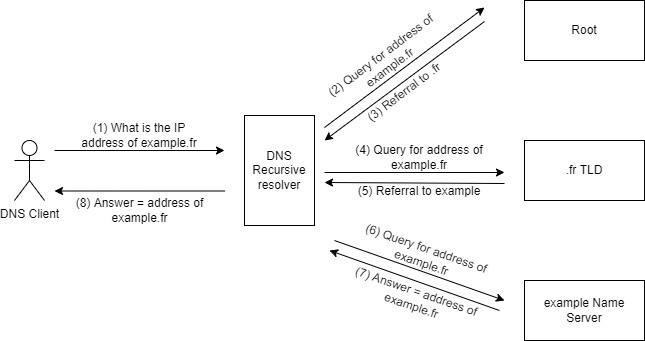 (2) Query for address of
example.fr
(3) Referral to .fr
Root
(1) What is the IP
address of example.fr
DNS
Recursive
resolver
(4) Query for address of
example.fr
(5) Referral to example
.fr TLD
(8) Answer = address of
example.fr
DNS Client
(6) Query for address of
example.fr
(7) Answer = address of
example.fr
example Name
Server